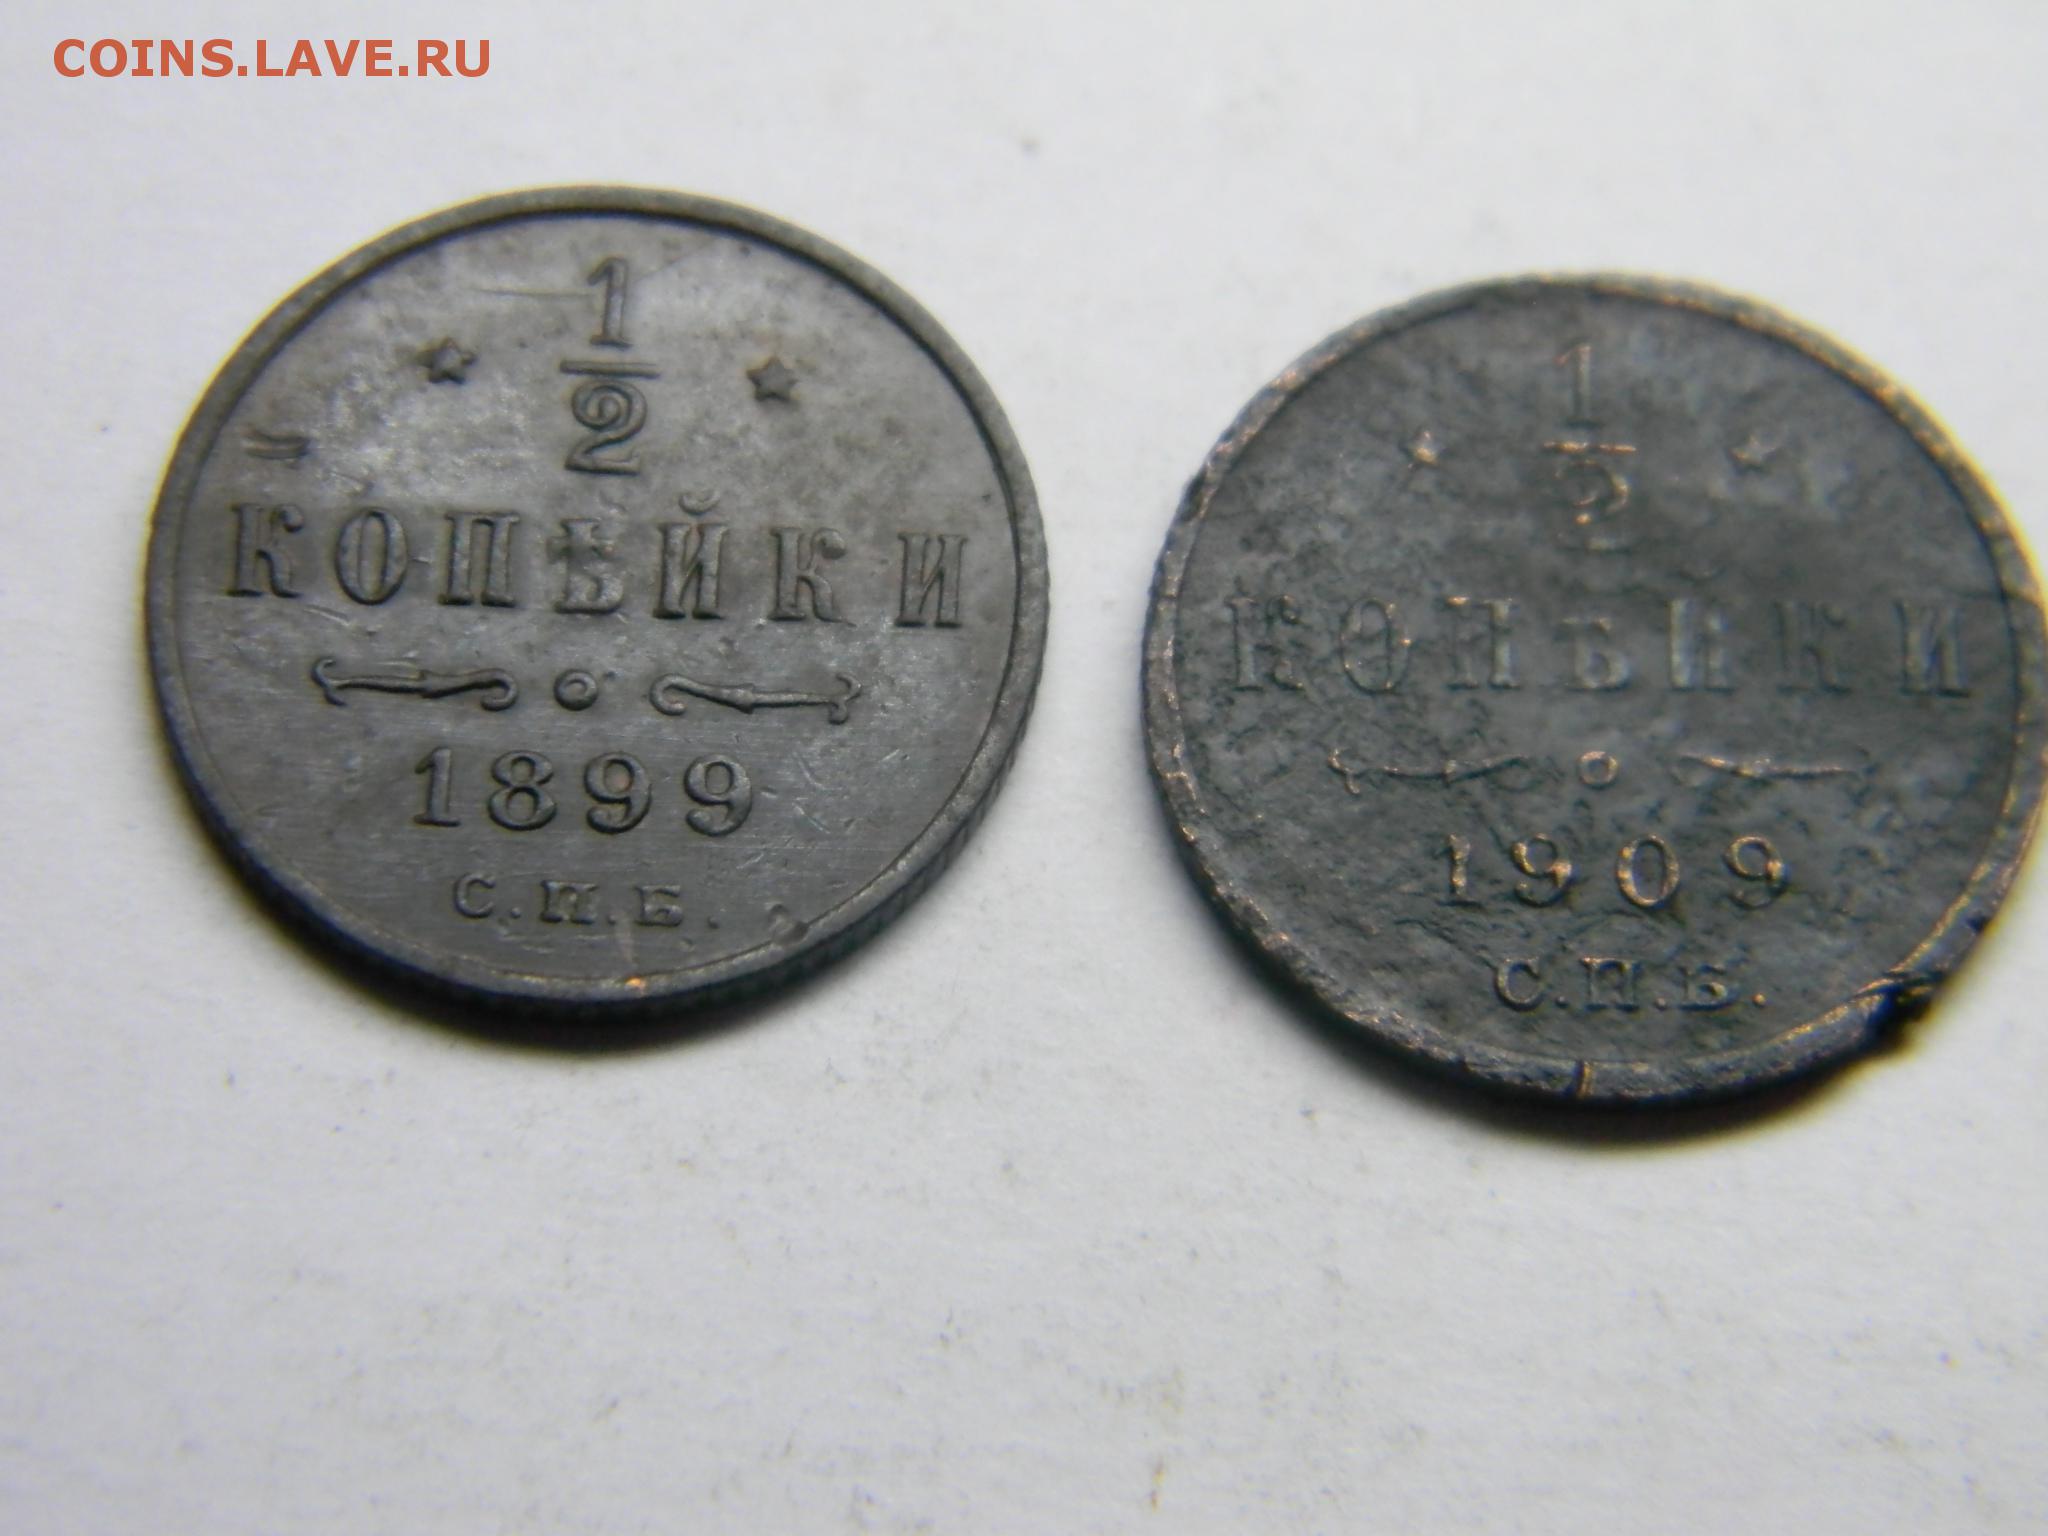 COINS.LAVE.RU
1
2
КОПѢЙКИ
1899
С.П.Б.
1
2
КОПѢЙКИ
1909
С.П.Б.